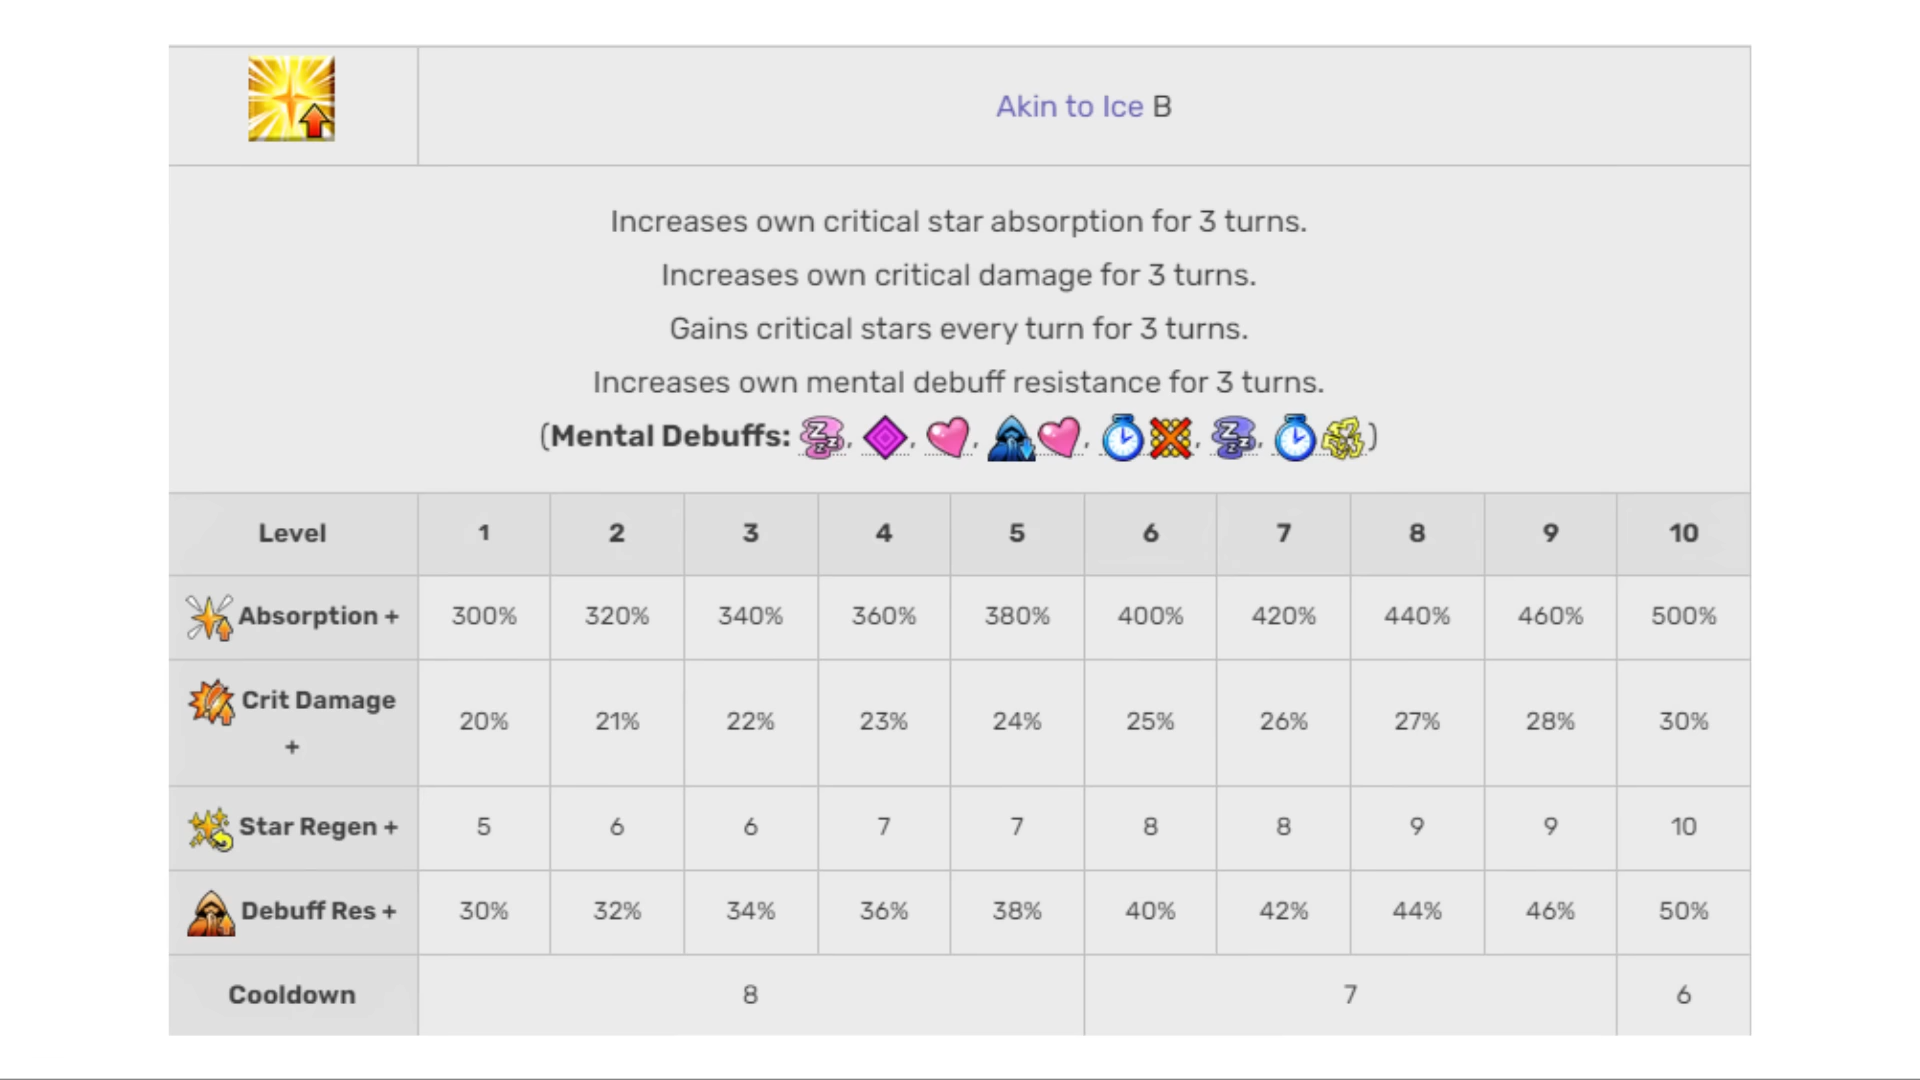 Akin to Ice B
Increases own critical star absorption for 3 turns.
Increases own critical damage for 3 turns.
Gains critical stars every turn for 3 turns.
Increases own mental debuff resistance for 3 turns.
(Mental Debuffs: , , , , , , )
Level 1 2 3 4 5 6 7 8 9 10
Absorption + 300% 320% 340% 360% 380% 400% 420% 440% 460% 500%
Crit Damage
+ 20% 21% 22% 23% 24% 25% 26% 27% 28% 30%
Star Regen + 5 6 6 7 7 8 8 9 9 10
Debuff Res + 30% 32% 34% 36% 38% 40% 42% 44% 46% 50%
Cooldown 8 7 6